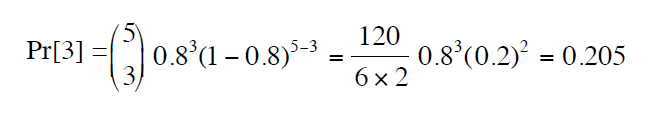 Pr[3] = (5 3) 0.8³(1 – 0.8)⁵⁻³ = 120 / 6 × 2 0.8³(0.2)² = 0.205